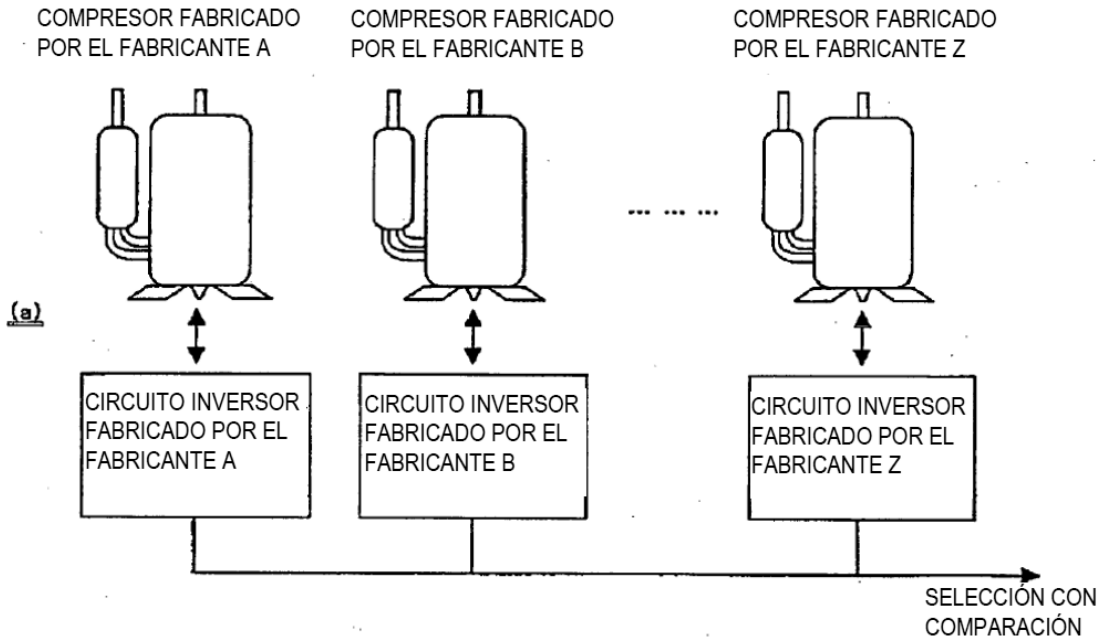 COMPRESOR FABRICADO
POR EL FABRICANTE A
COMPRESOR FABRICADO
POR EL FABRICANTE B
COMPRESOR FABRICADO
POR EL FABRICANTE Z
... ... ...
(a)
CIRCUITO INVERSOR
FABRICADO POR EL
FABRICANTE A
CIRCUITO INVERSOR
FABRICADO POR EL
FABRICANTE B
CIRCUITO INVERSOR
FABRICADO POR EL
FABRICANTE Z
SELECCIÓN CON
COMPARACIÓN